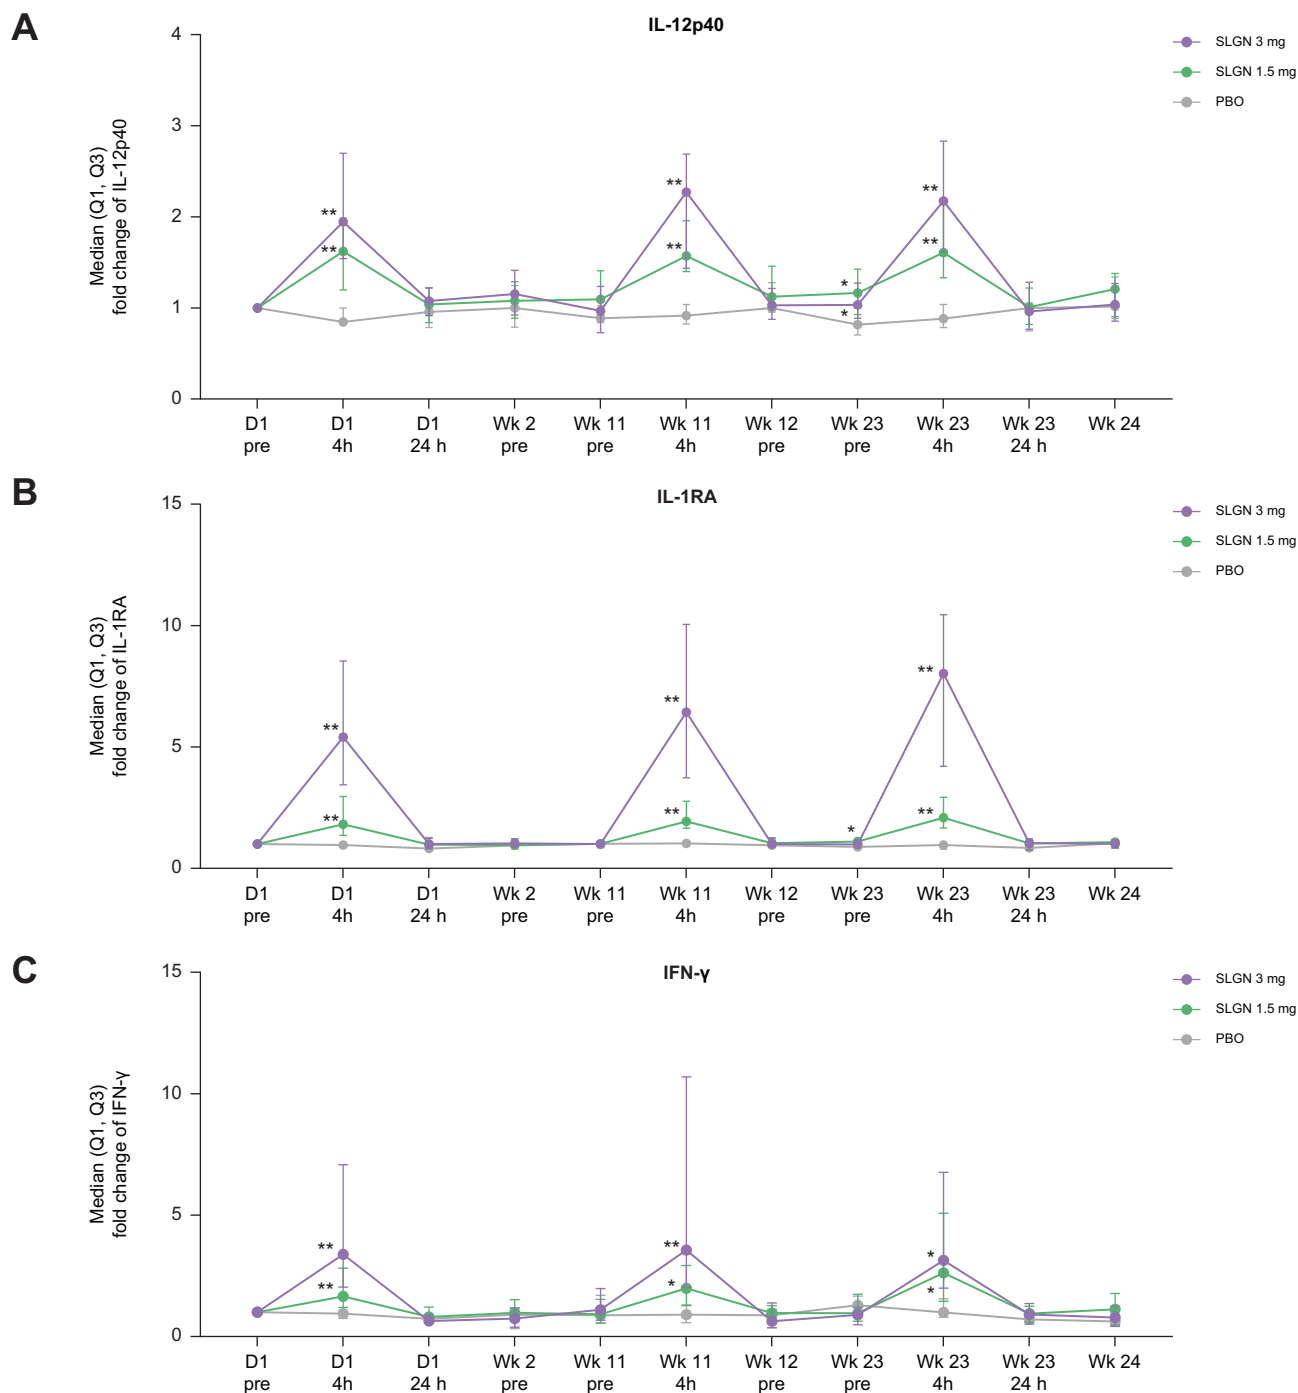 A
IL-12p40
SLGN 3 mg
SLGN 1.5 mg
PBO
Median (Q1, Q3)
fold change of IL-12p40
4
3
2
1
0
** ** ** ** * * ** **
D1 pre
D1 4h
D1 24 h
Wk 2 pre
Wk 11 pre
Wk 11 4h
Wk 12 pre
Wk 23 pre
Wk 23 4h
Wk 23 24 h
Wk 24
B
IL-1RA
SLGN 3 mg
SLGN 1.5 mg
PBO
Median (Q1, Q3)
fold change of IL-1RA
15
10
5
0
** ** ** ** * ** **
D1 pre
D1 4h
D1 24 h
Wk 2 pre
Wk 11 pre
Wk 11 4h
Wk 12 pre
Wk 23 pre
Wk 23 4h
Wk 23 24 h
Wk 24
C
IFN-γ
SLGN 3 mg
SLGN 1.5 mg
PBO
Median (Q1, Q3)
fold change of IFN-γ
15
10
5
0
** ** ** * * *
D1 pre
D1 4h
D1 24 h
Wk 2 pre
Wk 11 pre
Wk 11 4h
Wk 12 pre
Wk 23 pre
Wk 23 4h
Wk 23 24 h
Wk 24